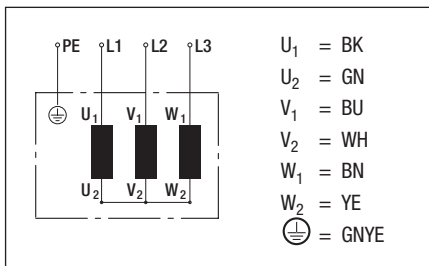 PE L1 L2 L3
U₁ V₁ W₁
U₂ V₂ W₂
U₁ = BK
U₂ = GN
V₁ = BU
V₂ = WH
W₁ = BN
W₂ = YE
= GNYE